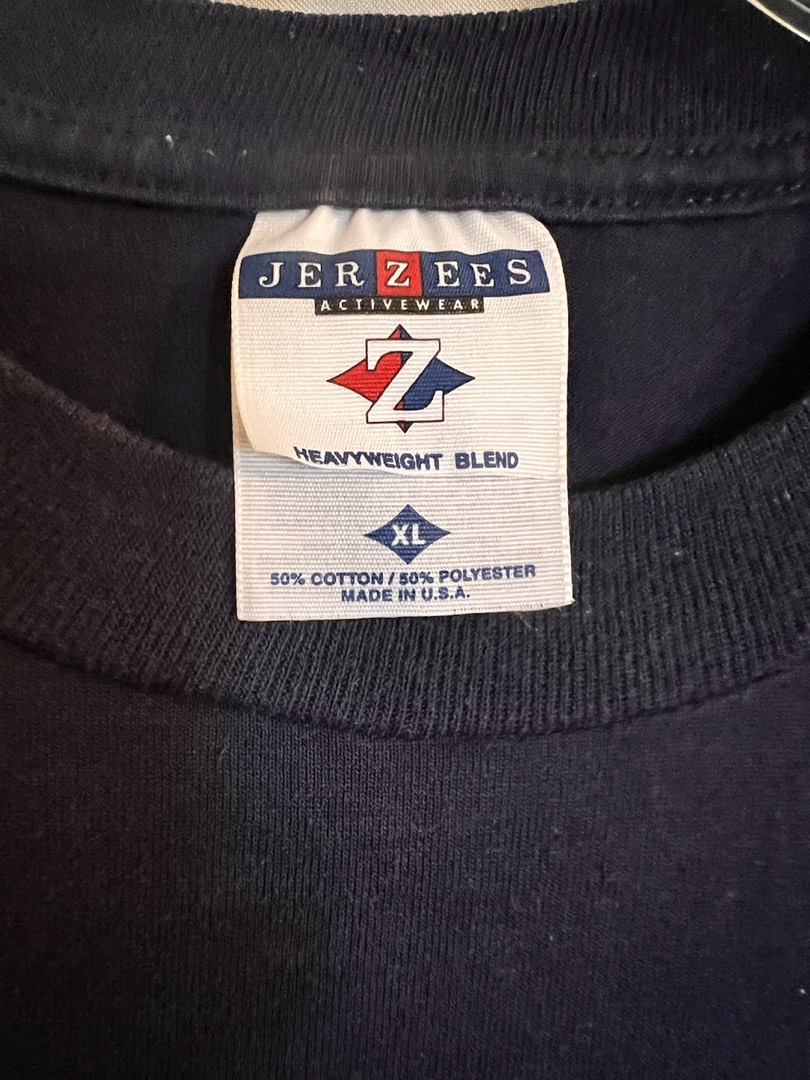 JERZEES
ACTIVEWEAR
Z
HEAVYWEIGHT BLEND
XL
50% COTTON / 50% POLYESTER
MADE IN U.S.A.